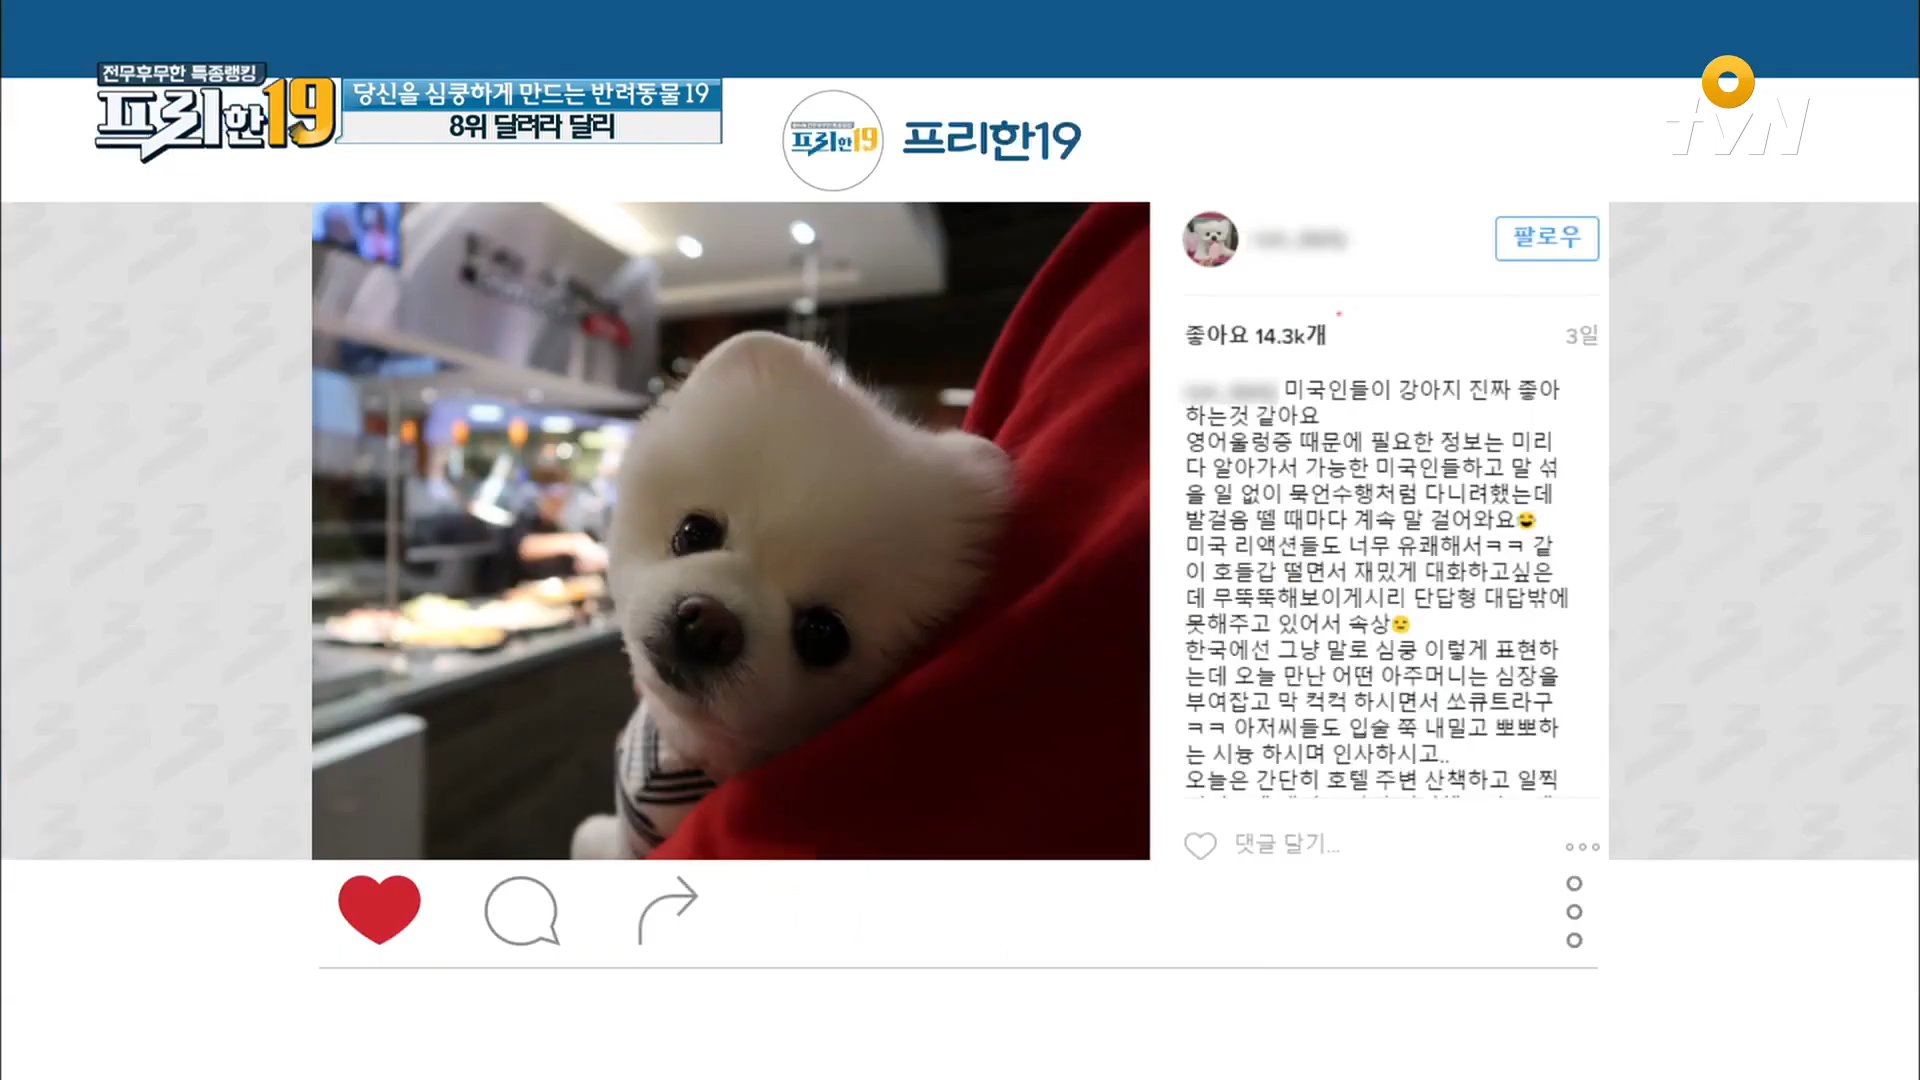 전무후무한 특종랭킹
프리한19
당신을 심쿵하게 만드는 반려동물 19
8위 달려라 달리
프리한19
프리한19
tvN
팔로우
좋아요 14.3k개
3일
미국인들이 강아지 진짜 좋아
하는것 같아요
영어울렁증 때문에 필요한 정보는 미리
다 알아가서 가능한 미국인들하고 말 섞
을 일 없이 묵언수행처럼 다니려했는데
발걸음 뗄 때마다 계속 말 걸어와요😆
미국 리액션들도 너무 유쾌해서ㅋㅋ 같
이 호들갑 떨면서 재밌게 대화하고싶은
데 무뚝뚝해보이게시리 단답형 대답밖에
못해주고 있어서 속상😢
한국에선 그냥 말로 심쿵 이렇게 표현하
는데 오늘 만난 어떤 아주머니는 심장을
부여잡고 막 컥컥 하시면서 쏘큐트라구
ㅋㅋ 아저씨들도 입술 쭉 내밀고 뽀뽀하
는 시늉 하시며 인사하시고..
오늘은 간단히 호텔 주변 산책하고 일찍
댓글 달기...